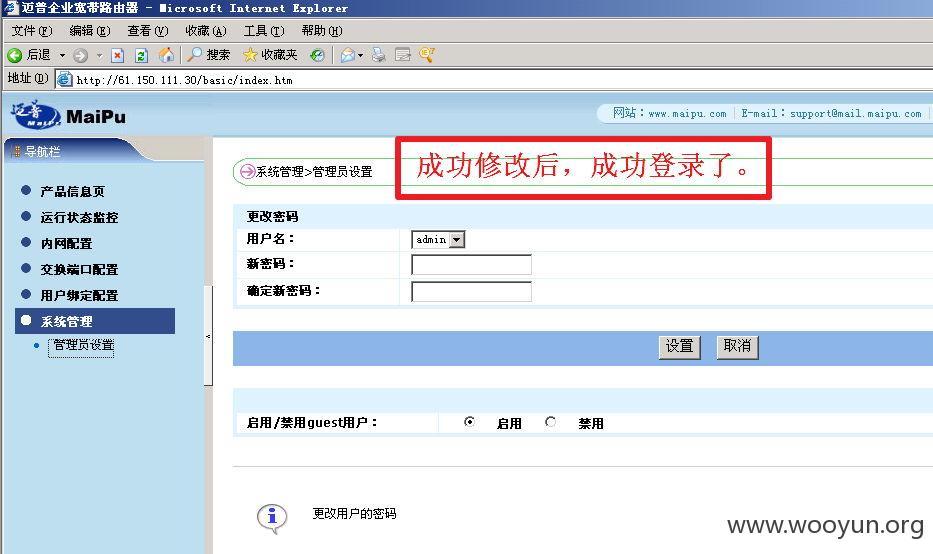 迈普企业宽带路由器 - Microsoft Internet Explorer
文件(F) 编辑(E) 查看(V) 收藏(A) 工具(T) 帮助(H)
后退 搜索 收藏夹
地址(D) http://61.150.111.30/basic/index.htm
迈普 MAIPU MaiPu 网站：www.maipu.com E-mail：support@mail.maipu.com
导航栏
系统管理>管理员设置
成功修改后，成功登录了。
产品信息页
运行状态监控
内网配置
交换端口配置
用户绑定配置
系统管理
管理员设置
更改密码
用户名： admin
新密码：
确定新密码：
设置 取消
启用/禁用guest用户： 启用 禁用
更改用户的密码
www.wooyun.org